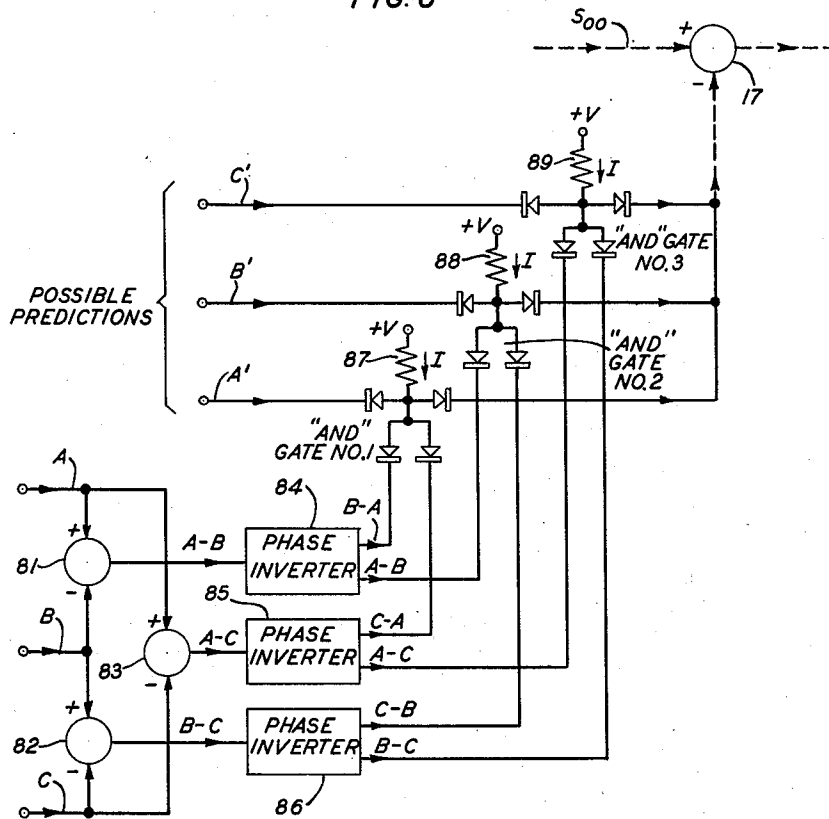 FIG. 6
S00
+
-
17
+V
89
I
C'
"AND" GATE
NO. 3
+V
88
I
B'
POSSIBLE
PREDICTIONS
"AND"
GATE
NO. 2
+V
87
I
A'
"AND"
GATE NO. 1
A
84
B-A
+
81
-
A-B
PHASE
INVERTER
A-B
85
B
+
83
-
A-C
PHASE
INVERTER
C-A
A-C
+
82
-
B-C
PHASE
INVERTER
C-B
B-C
C
86